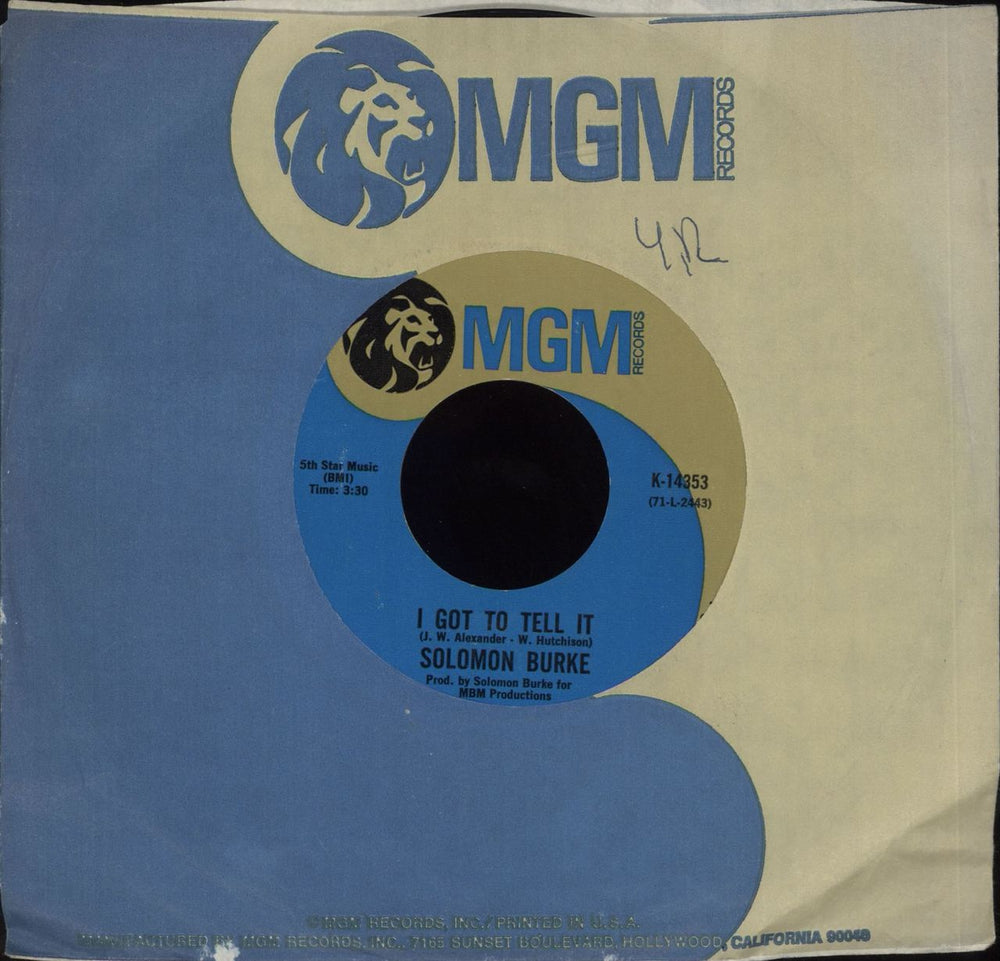 MGM RECORDS
MGM RECORDS
5th Star Music
(BMI)
Time: 3:30
K-14353
(71-L-2443)
I GOT TO TELL IT
(J. W. Alexander - W. Hutchison)
SOLOMON BURKE
Prod. by Solomon Burke for
MBM Productions
©MGM RECORDS, INC./PRINTED IN U.S.A.
MANUFACTURED BY MGM RECORDS, INC., 7165 SUNSET BOULEVARD, HOLLYWOOD, CALIFORNIA 90046